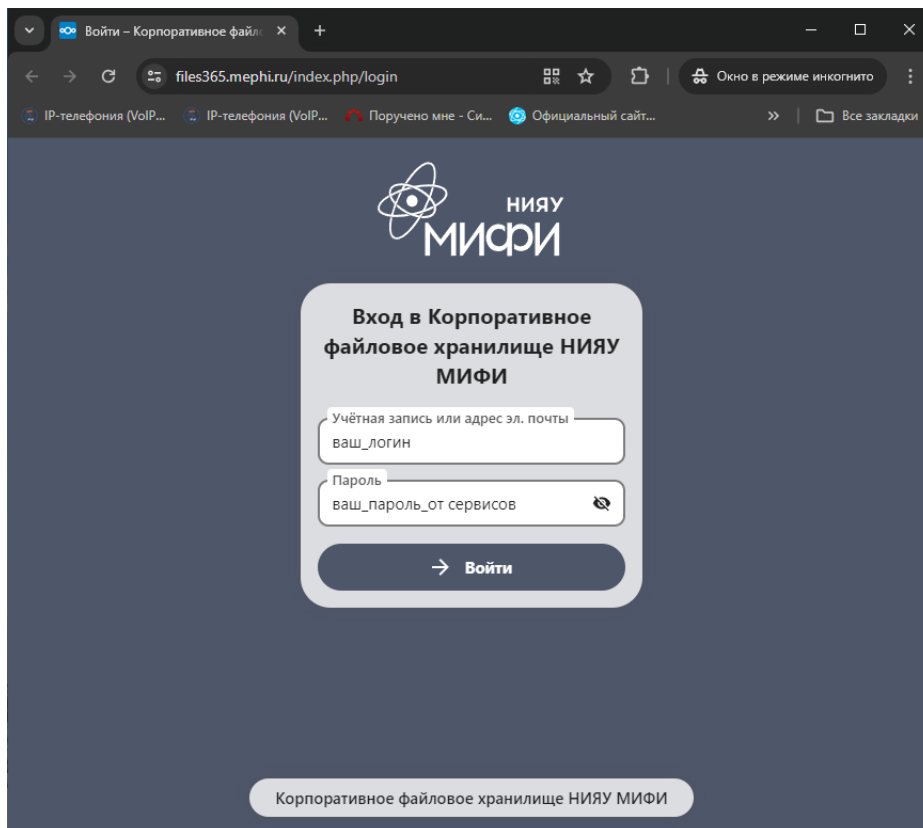 Войти – Корпоративное файло
files365.mephi.ru/index.php/login
Окно в режиме инкогнито
IP-телефония (VoIP...
IP-телефония (VoIP...
Поручено мне - Си...
Официальный сайт...
Все закладки
НИЯУ
МИФИ
Вход в Корпоративное
файловое хранилище НИЯУ
МИФИ
Учётная запись или адрес эл. почты
ваш_логин
Пароль
ваш_пароль_от сервисов
Войти
Корпоративное файловое хранилище НИЯУ МИФИ